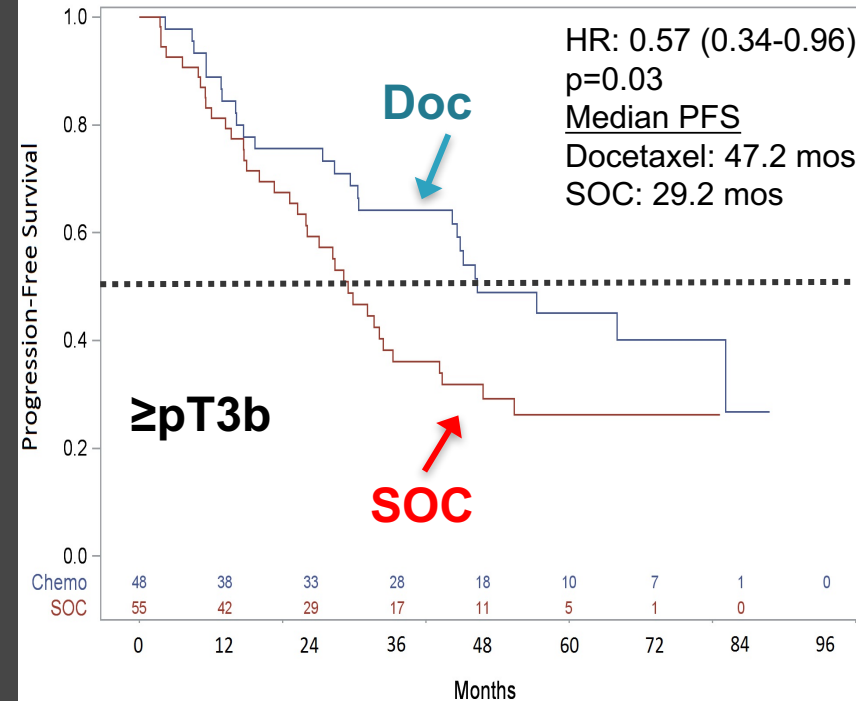 HR: 0.57 (0.34-0.96)
p=0.03
Median PFS
Docetaxel: 47.2 mos
SOC: 29.2 mos
Doc
≥pT3b
SOC
Progression-Free Survival
1.0
0.8
0.6
0.4
0.2
0.0
Chemo 48 38 33 28 18 10 7 1 0
SOC 55 42 29 17 11 5 1 0
0 12 24 36 48 60 72 84 96
Months